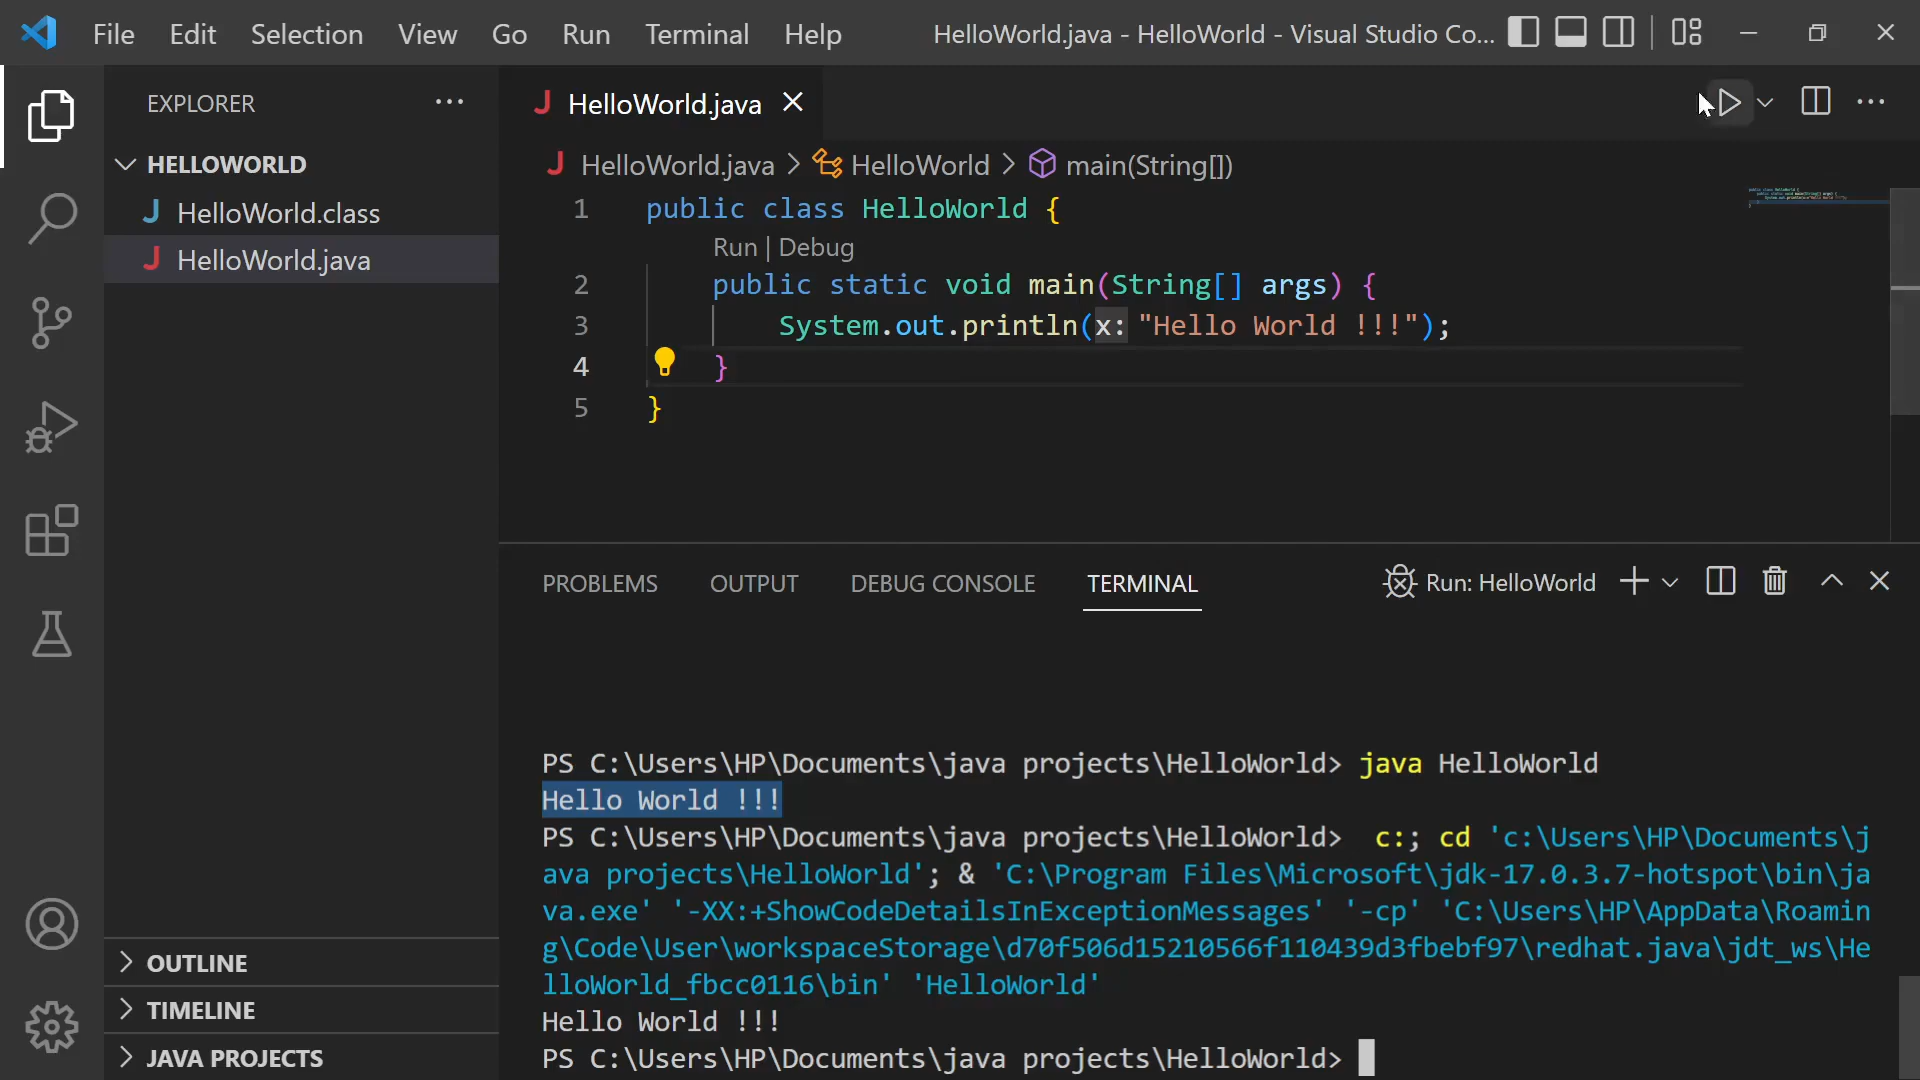 File Edit Selection View Go Run Terminal Help HelloWorld.java - HelloWorld - Visual Studio Co...
EXPLORER
HELLOWORLD
HelloWorld.class
HelloWorld.java
OUTLINE
TIMELINE
JAVA PROJECTS
HelloWorld.java
HelloWorld.java > HelloWorld > main(String[])
1 public class HelloWorld {
Run | Debug
2 public static void main(String[] args) {
3 System.out.println(x: "Hello World !!!");
4 }
5 }
PROBLEMS OUTPUT DEBUG CONSOLE TERMINAL Run: HelloWorld
PS C:\Users\HP\Documents\java projects\HelloWorld> java HelloWorld
Hello World !!!
PS C:\Users\HP\Documents\java projects\HelloWorld>  c:; cd 'c:\Users\HP\Documents\j
ava projects\HelloWorld'; & 'C:\Program Files\Microsoft\jdk-17.0.3.7-hotspot\bin\ja
va.exe' '-XX:+ShowCodeDetailsInExceptionMessages' '-cp' 'C:\Users\HP\AppData\Roamin
g\Code\User\workspaceStorage\d70f506d15210566f110439d3fbebf97\redhat.java\jdt_ws\He
lloWorld_fbcc0116\bin' 'HelloWorld'
Hello World !!!
PS C:\Users\HP\Documents\java projects\HelloWorld>